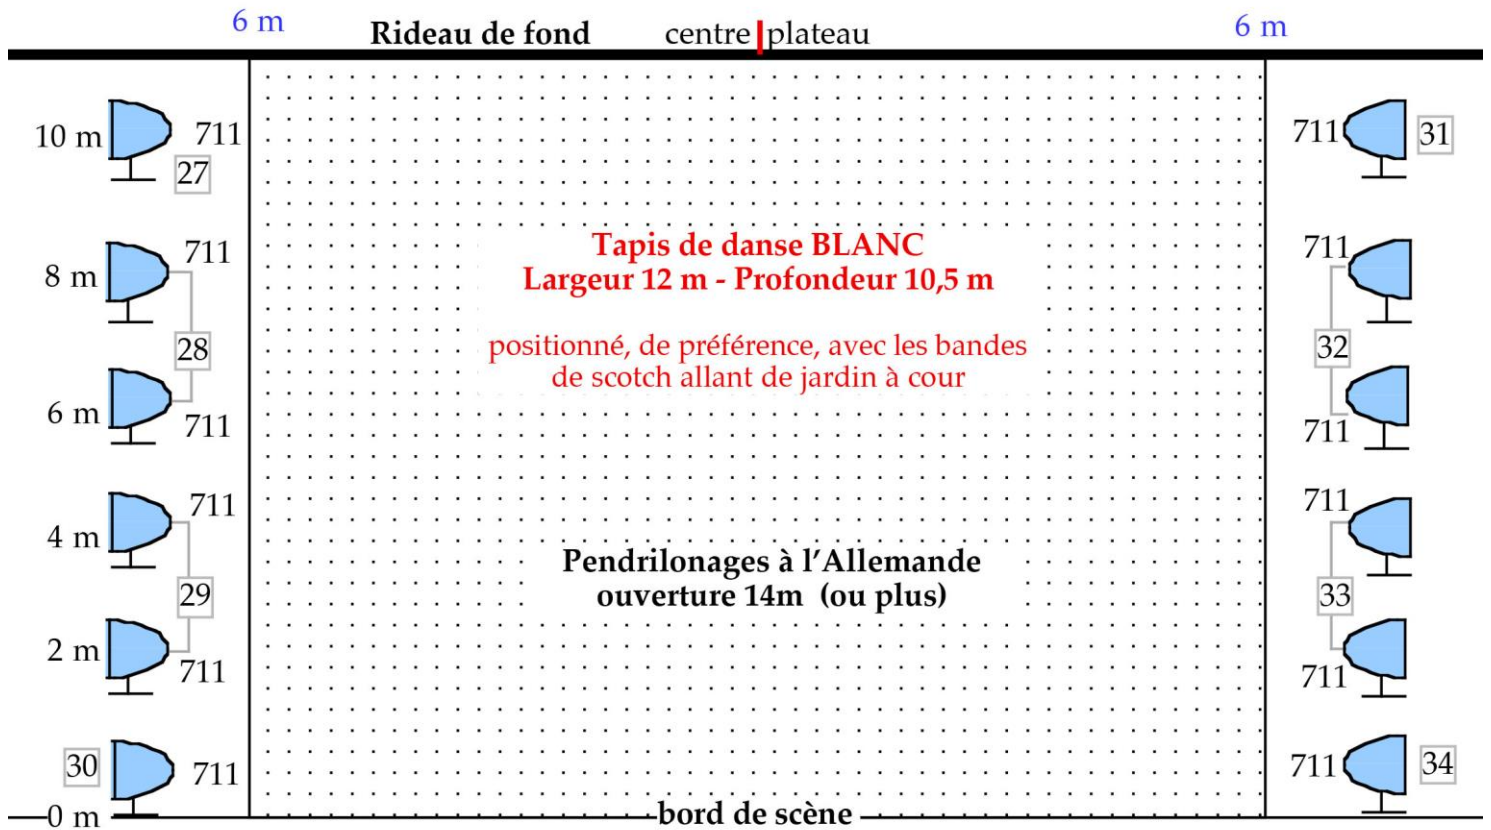 6 m
6 m
Rideau de fond
centre plateau
10 m
711
27
711
31
8 m
711
711
Tapis de danse BLANC
Largeur 12 m - Profondeur 10,5 m
28
32
positionné, de préférence, avec les bandes
de scotch allant de jardin à cour
6 m
711
711
4 m
711
711
Pendrilonages à l'Allemande
ouverture 14m (ou plus)
29
33
2 m
711
711
30
711
711
34
0 m
bord de scène